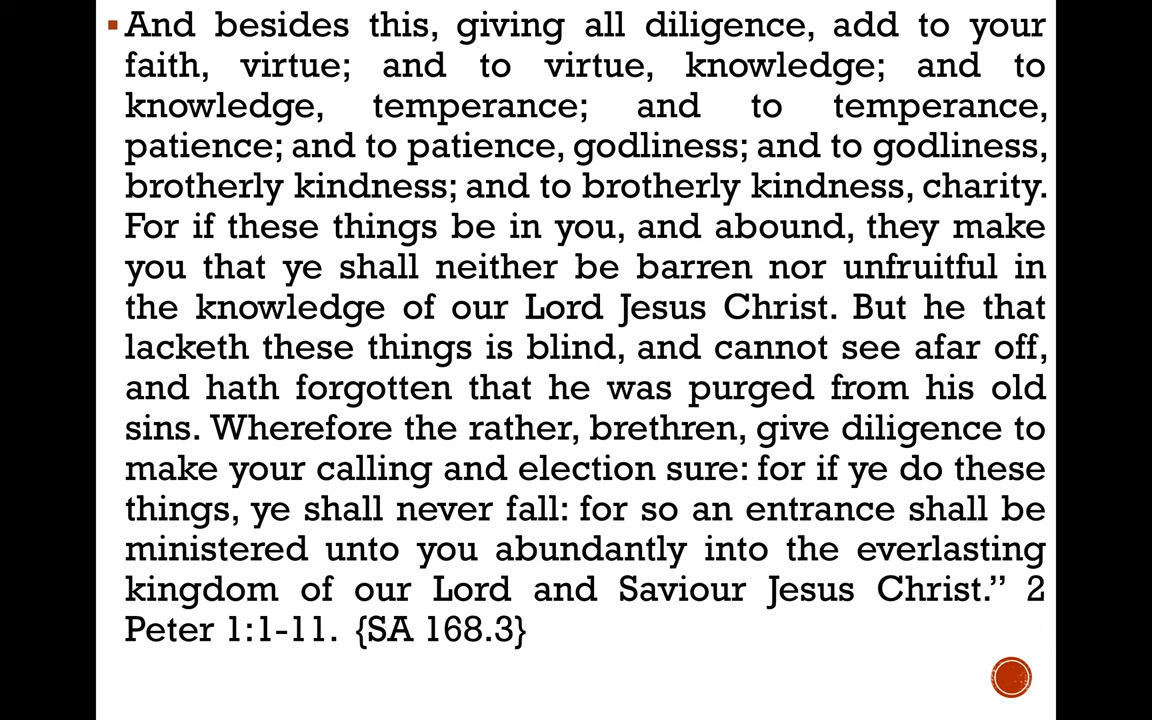 And besides this, giving all diligence, add to your
faith, virtue; and to virtue, knowledge; and to
knowledge, temperance; and to temperance,
patience; and to patience, godliness; and to godliness,
brotherly kindness; and to brotherly kindness, charity.
For if these things be in you, and abound, they make
you that ye shall neither be barren nor unfruitful in
the knowledge of our Lord Jesus Christ. But he that
lacketh these things is blind, and cannot see afar off,
and hath forgotten that he was purged from his old
sins. Wherefore the rather, brethren, give diligence to
make your calling and election sure: for if ye do these
things, ye shall never fall: for so an entrance shall be
ministered unto you abundantly into the everlasting
kingdom of our Lord and Saviour Jesus Christ.” 2
Peter 1:1-11. {SA 168.3}